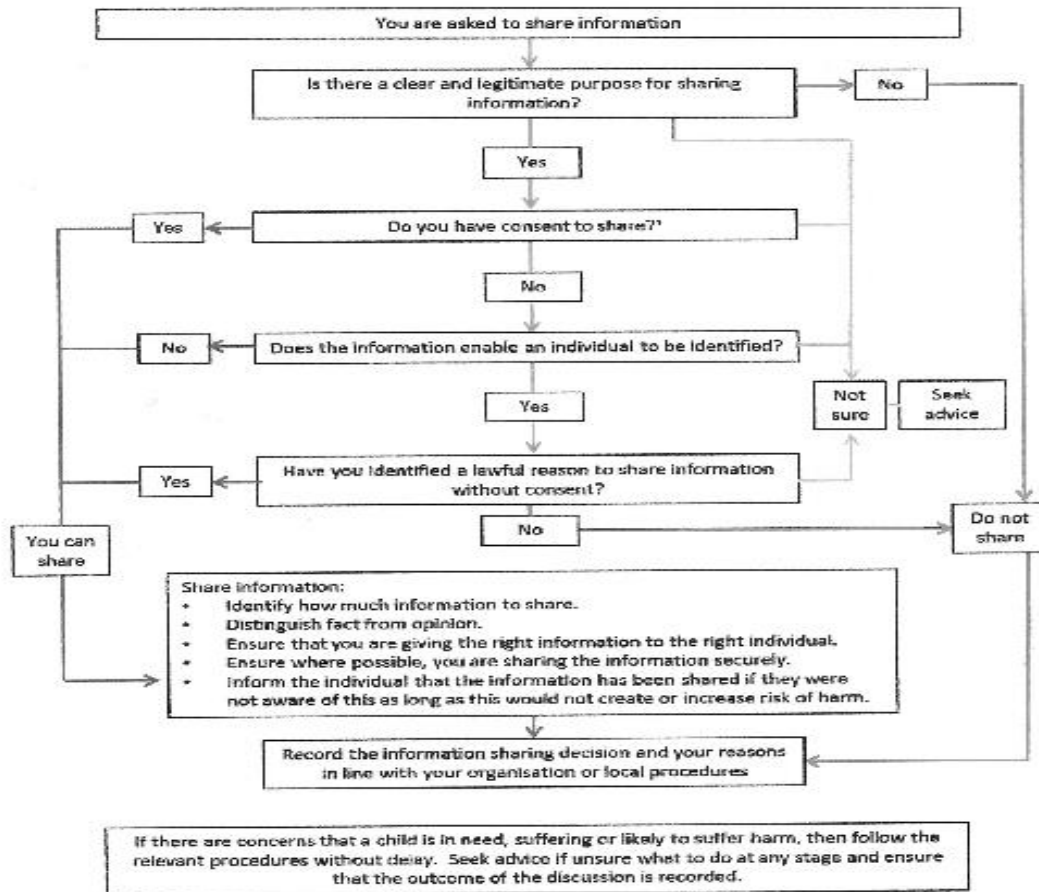 You are asked to share information
Is there a clear and legitimate purpose for sharing
information?
No
Yes
Yes
Do you have consent to share?*
No
No
Does the information enable an individual to be identified?
Yes
Not
sure
Seek
advice
Yes
Have you identified a lawful reason to share information
without consent?
No
Do not
share
You can
share
Share information:
• Identify how much information to share.
• Distinguish fact from opinion.
• Ensure that you are giving the right information to the right individual.
• Ensure where possible, you are sharing the information securely.
• Inform the individual that the information has been shared if they were
not aware of this as long as this would not create or increase risk of harm.
Record the information sharing decision and your reasons
in line with your organisation or local procedures
If there are concerns that a child is in need, suffering or likely to suffer harm, then follow the
relevant procedures without delay. Seek advice if unsure what to do at any stage and ensure
that the outcome of the discussion is recorded.